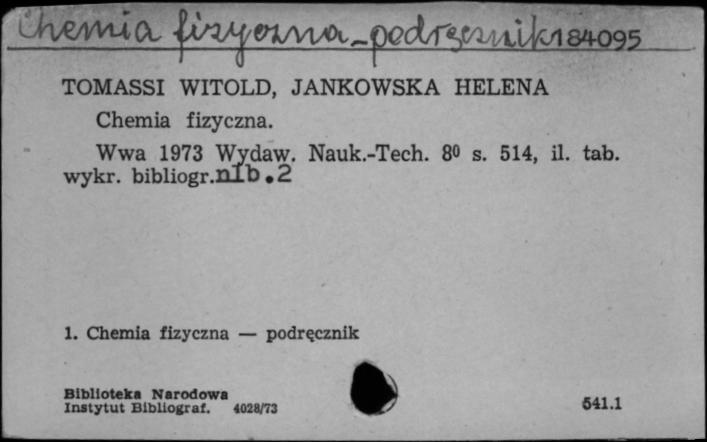 Chemia fizyczna - podręcznik 184095
TOMASSI WITOLD, JANKOWSKA HELENA
Chemia fizyczna.
Wwa 1973 Wydaw. Nauk.-Tech. 8⁰ s. 514, il. tab.
wykr. bibliogr.nlb.2
1. Chemia fizyczna — podręcznik
Biblioteka Narodowa
Instytut Bibliograf. 4028/73
541.1